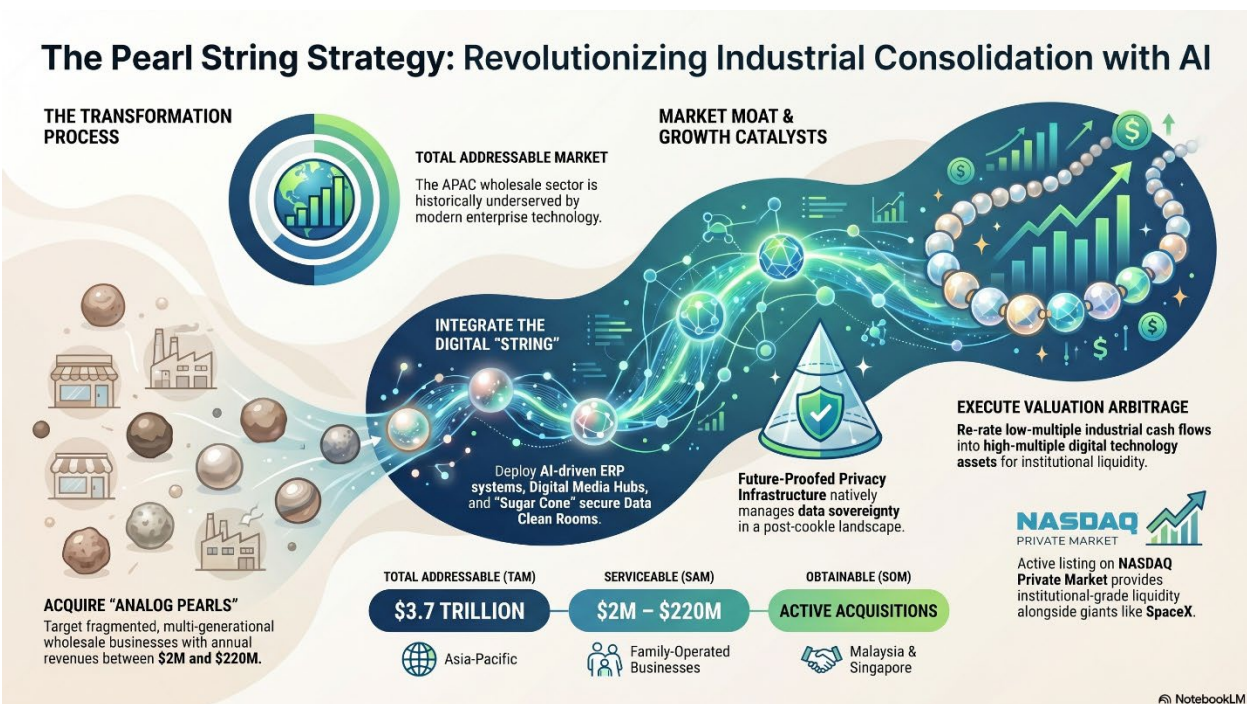 The Pearl String Strategy: Revolutionizing Industrial Consolidation with AI
THE TRANSFORMATION
PROCESS
TOTAL ADDRESSABLE MARKET
The APAC wholesale sector is
historically underserved by
modern enterprise technology.
MARKET MOAT &
GROWTH CATALYSTS
ACQUIRE “ANALOG PEARLS”
Target fragmented, multi-generational
wholesale businesses with annual
revenues between $2M and $220M.
INTEGRATE THE
DIGITAL “STRING”
Deploy AI-driven ERP
systems, Digital Media Hubs,
and “Sugar Cone” secure Data
Clean Rooms.
Future-Proofed Privacy
Infrastructure natively
manages data sovereignty
in a post-cookle landscape.
$
$
$
$
EXECUTE VALUATION ARBITRAGE
Re-rate low-multiple industrial cash flows
into high-multiple digital technology
assets for institutional liquidity.
NASDAQ
PRIVATE MARKET
Active listing on NASDAQ
Private Market provides
institutional-grade liquidity
alongside giants like SpaceX.
TOTAL ADDRESSABLE (TAM)
$3.7 TRILLION
Asia-Pacific
SERVICEABLE (SAM)
$2M – $220M
Family-Operated
Businesses
OBTAINABLE (SOM)
ACTIVE ACQUISITIONS
Malaysia &
Singapore
NotebookLM